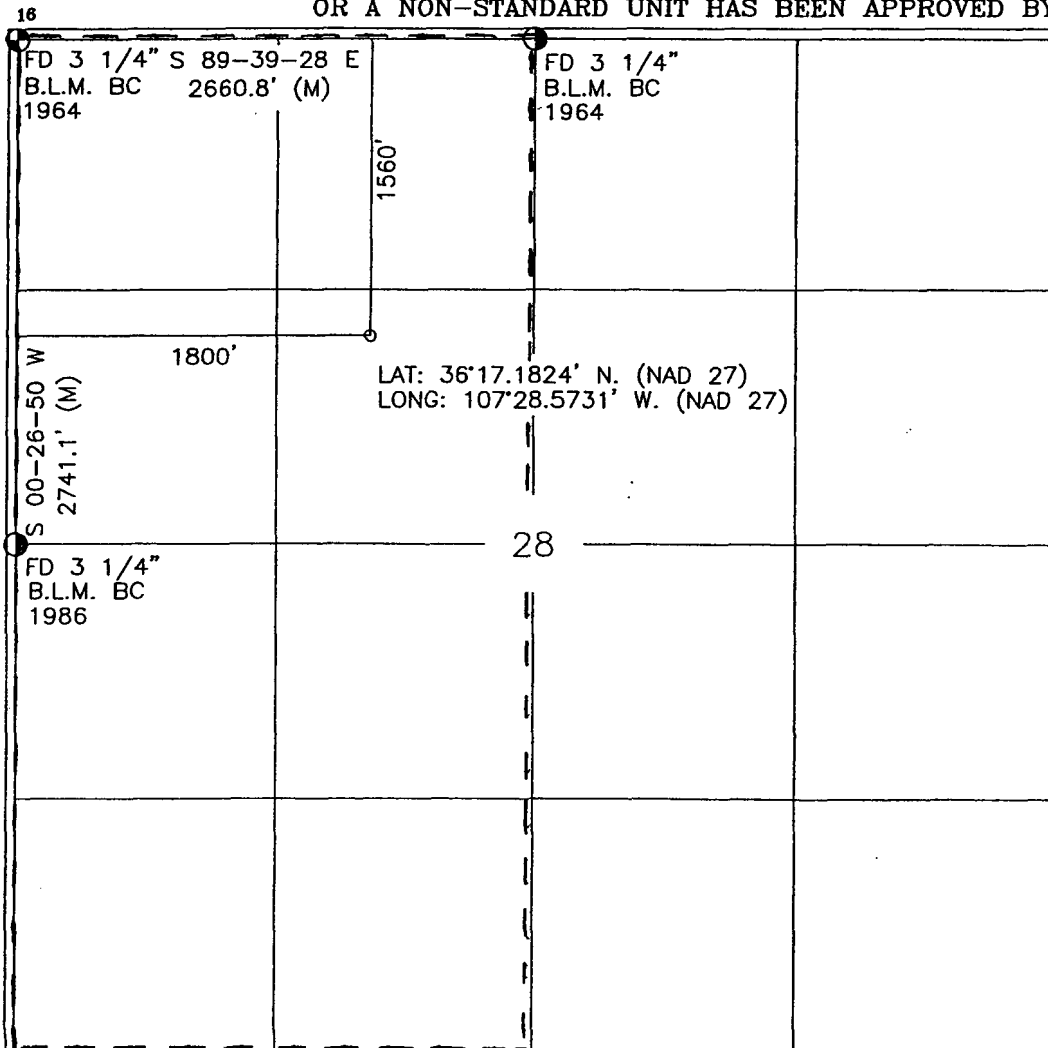 OR A NON-STANDARD UNIT HAS BEEN APPROVED BY
16
FD 3 1/4" S 89-39-28 E
B.L.M. BC 2660.8' (M)
1964
FD 3 1/4"
B.L.M. BC
1964
1560'
1800'
LAT: 36°17.1824' N. (NAD 27)
LONG: 107°28.5731' W. (NAD 27)
S 00-26-50 W
2741.1' (M)
28
FD 3 1/4"
B.L.M. BC
1986